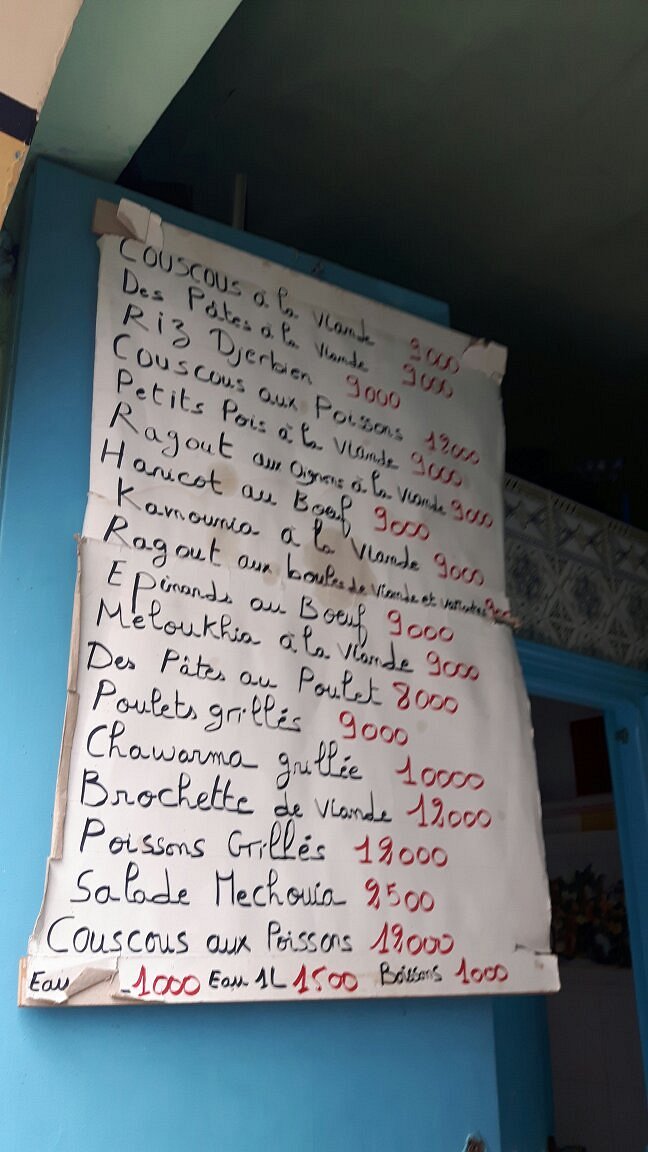 Couscous à la Viande 9000
Des Pâtes à la Viande 9000
Riz Djerbien 9000
Couscous aux Poissons 12000
Petits Pois à la Viande 9000
Ragout aux Oignons à la Viande 9000
Haricot au Boeuf 9000
Kamounia à la Viande 9000
Ragout aux boules de Viande et
Epinards au Boeuf 9000
Meloukhia à la Viande 9000
Des Pâtes au Poulet 8000
Poulets grillés 9000
Chawarma grillée 10000
Brochette de Viande 12000
Poissons Grillés 12000
Salade Mechouia 2500
Couscous aux Poissons 12000
Eau -1000 Eau 1L 1500 Boissons 1000